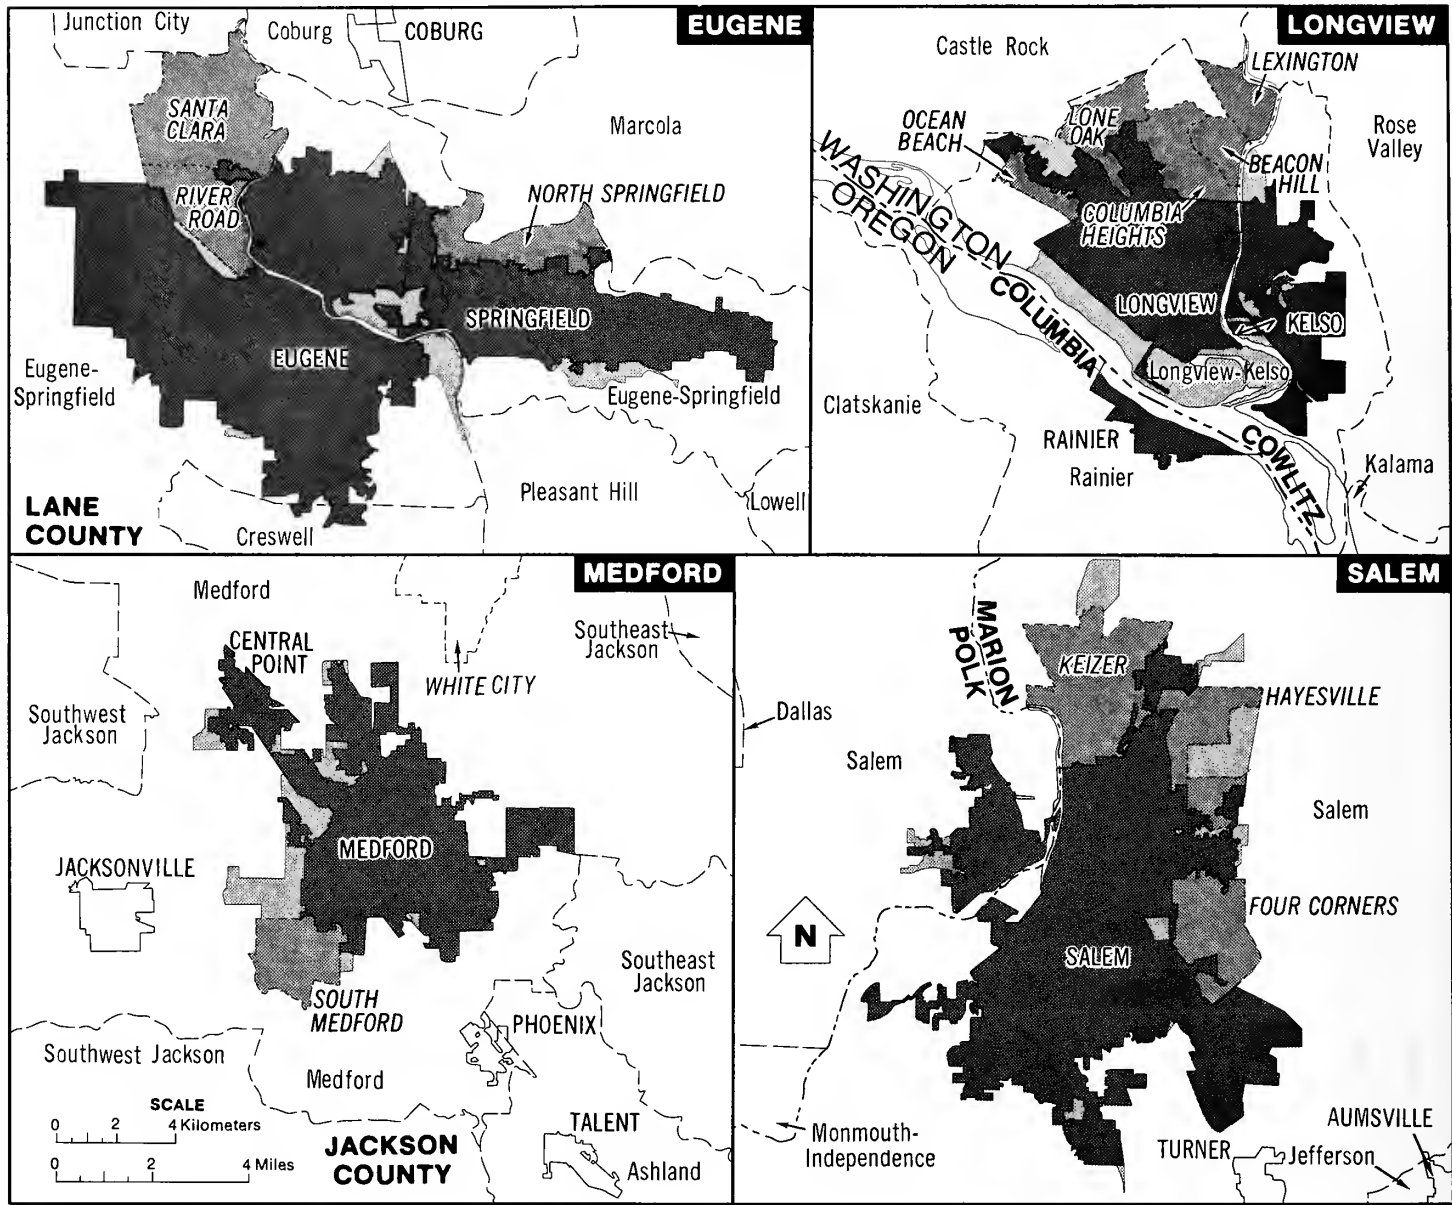 EUGENE
Junction City
Coburg
COBURG
SANTA
CLARA
Marcola
RIVER
ROAD
NORTH SPRINGFIELD
SPRINGFIELD
EUGENE
Eugene-
Springfield
Eugene-Springfield
Pleasant Hill
Lowell
LANE
COUNTY
Creswell
LONGVIEW
Castle Rock
LEXINGTON
OCEAN
BEACH
LONE
OAK
Rose
Valley
BEACON
HILL
WASHINGTON
OREGON
COLUMBIA
HEIGHTS
LONGVIEW
KELSO
COLUMBIA
Longview-Kelso
Clatskanie
RAINIER
Rainier
COWLITZ
Kalama
MEDFORD
Medford
CENTRAL
POINT
Southeast
Jackson
WHITE CITY
Southwest
Jackson
MEDFORD
JACKSONVILLE
SOUTH
MEDFORD
Southeast
Jackson
PHOENIX
Southwest Jackson
Medford
SCALE
0 2 4 Kilometers
0 2 4 Miles
JACKSON
COUNTY
TALENT
Ashland
SALEM
MARION
POLK
KEIZER
HAYESVILLE
Dallas
Salem
Salem
FOUR CORNERS
N
SALEM
Monmouth-
Independence
TURNER
AUMSVILLE
Jefferson